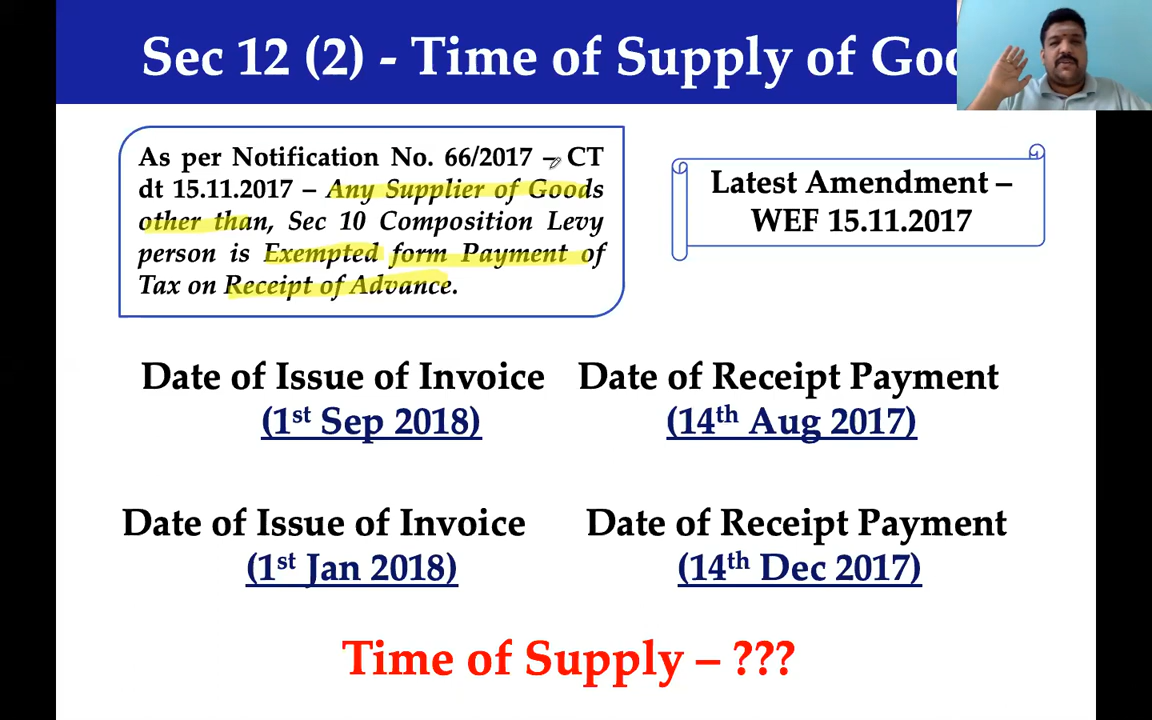 Sec 12 (2) - Time of Supply of Goo
As per Notification No. 66/2017 – CT
dt 15.11.2017 – Any Supplier of Goods
other than, Sec 10 Composition Levy
person is Exempted form Payment of
Tax on Receipt of Advance.
Latest Amendment –
WEF 15.11.2017
Date of Issue of Invoice
(1st Sep 2018)
Date of Receipt Payment
(14th Aug 2017)
Date of Issue of Invoice
(1st Jan 2018)
Date of Receipt Payment
(14th Dec 2017)
Time of Supply – ???